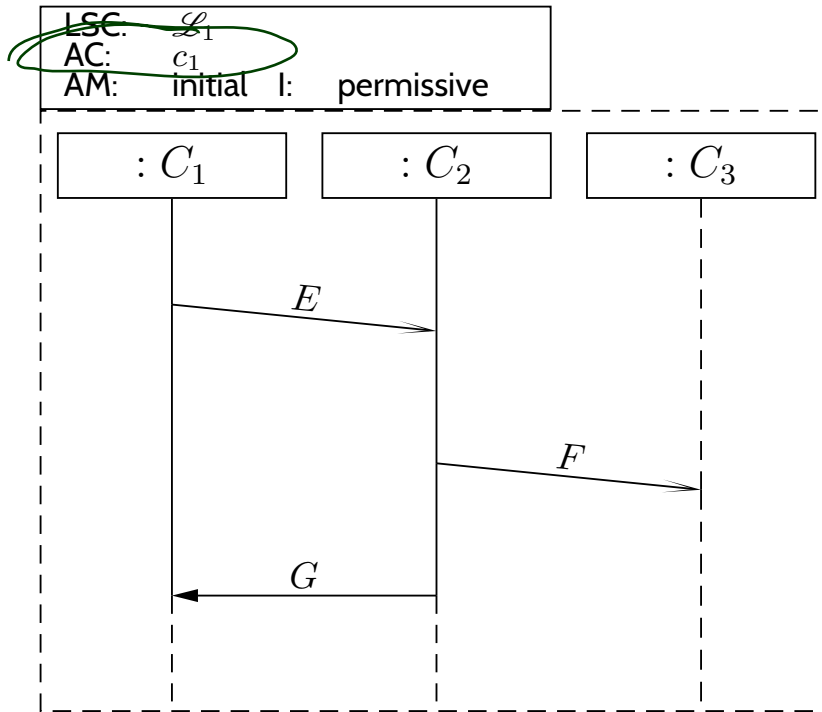 LSC: ℒ₁
AC: c₁
AM: initial I: permissive
: C₁ : C₂ : C₃
E
F
G